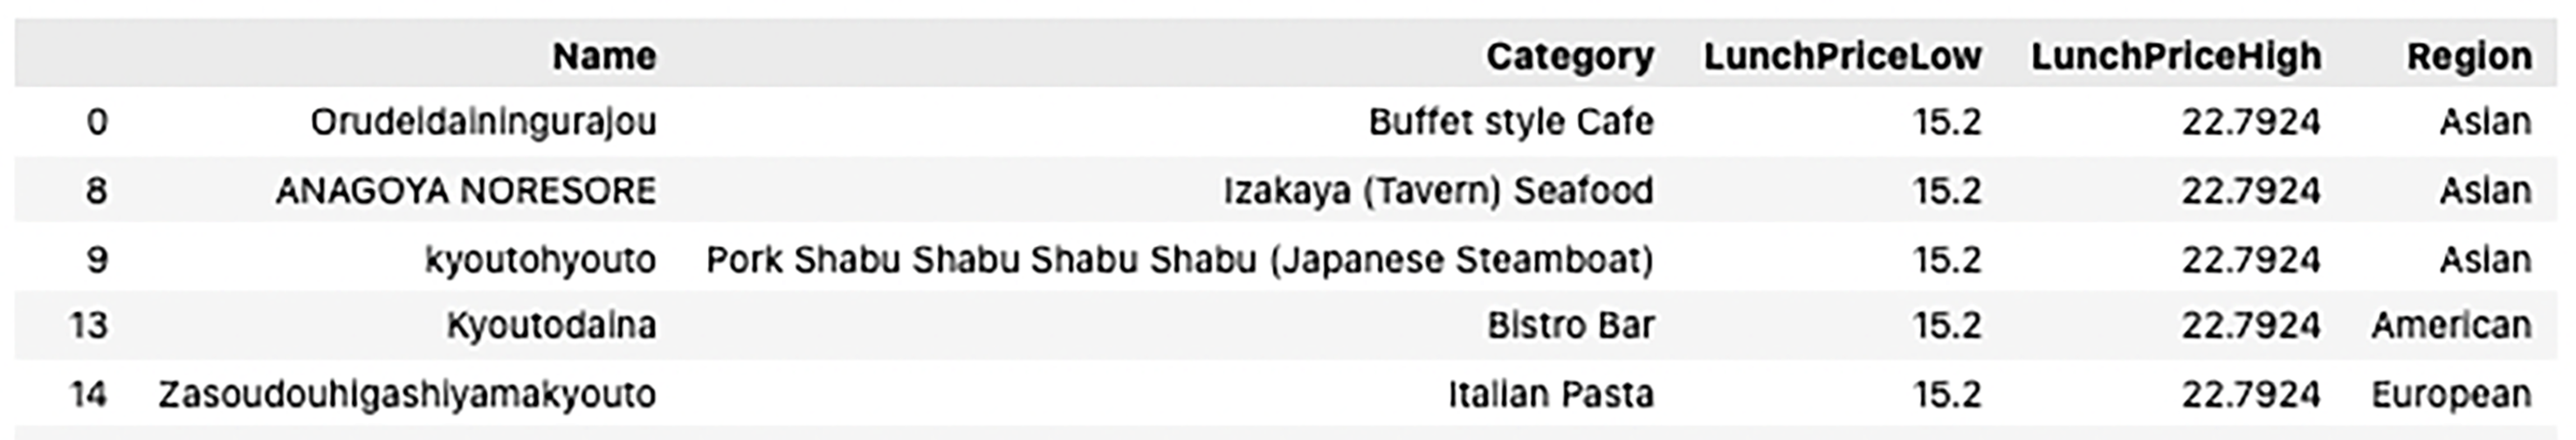 Name Category LunchPriceLow LunchPriceHigh Region
0 Orudeidainingurajou Buffet style Cafe 15.2 22.7924 Asian
8 ANAGOYA NORESORE Izakaya (Tavern) Seafood 15.2 22.7924 Asian
9 kyoutohyouto Pork Shabu Shabu Shabu Shabu (Japanese Steamboat) 15.2 22.7924 Asian
13 Kyoutodaina Bistro Bar 15.2 22.7924 American
14 Zasoudouhigashiyamakyouto Italian Pasta 15.2 22.7924 European